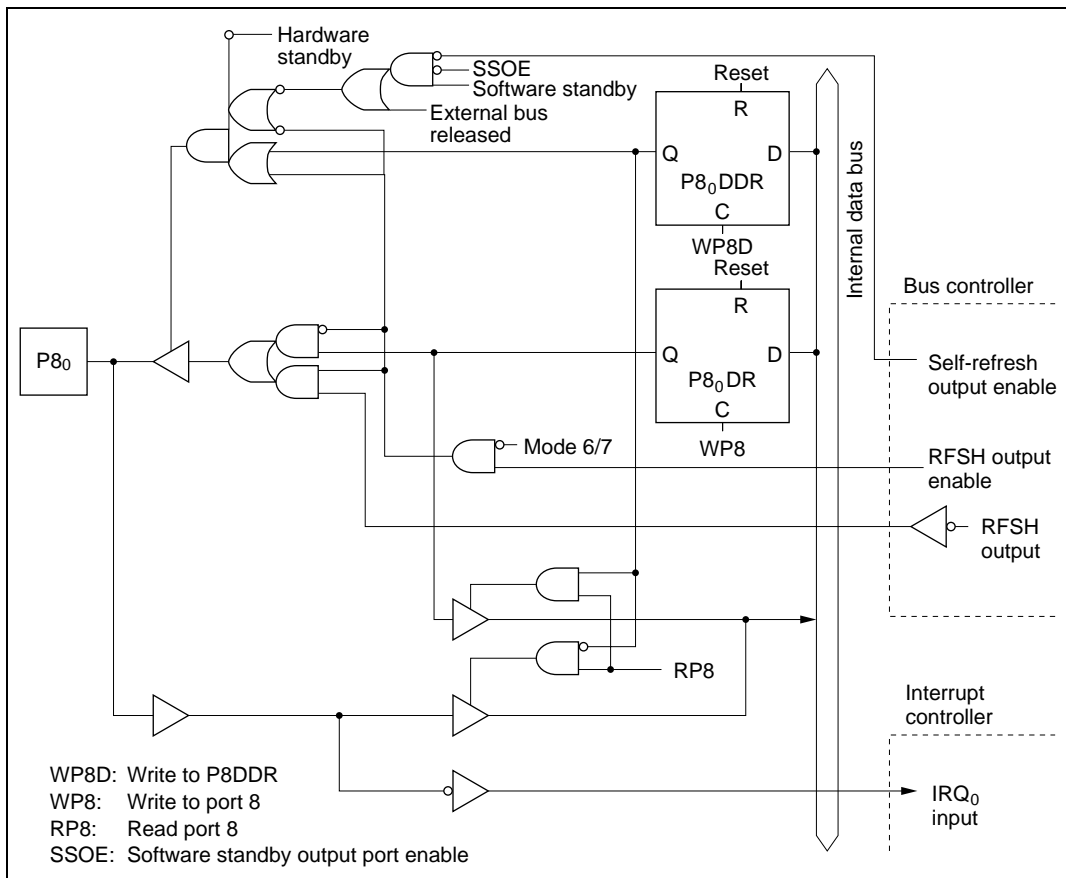 Hardware
standby
SSOE
Software standby
External bus
released
Reset
R
Q
D
P8₀DDR
C
WP8D
Reset
R
Q
D
P8₀DR
C
WP8
Internal data bus
Bus controller
Self-refresh
output enable
P8₀
Mode 6/7
RFSH output
enable
RFSH
output
RP8
Interrupt
controller
IRQ₀
input
WP8D: Write to P8DDR
WP8: Write to port 8
RP8: Read port 8
SSOE: Software standby output port enable